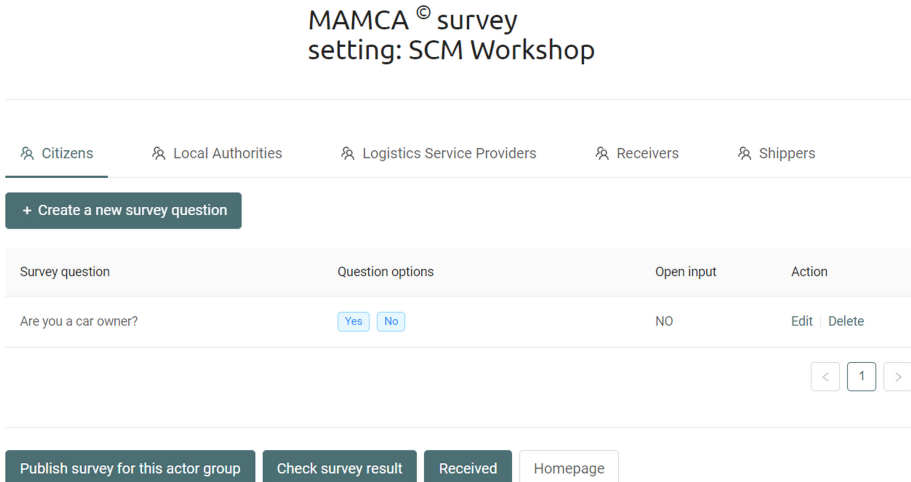 MAMCA © survey
setting: SCM Workshop
Citizens Local Authorities Logistics Service Providers Receivers Shippers
+ Create a new survey question
Survey question Question options Open input Action
Are you a car owner? Yes No NO Edit Delete
< 1 >
Publish survey for this actor group Check survey result Received Homepage